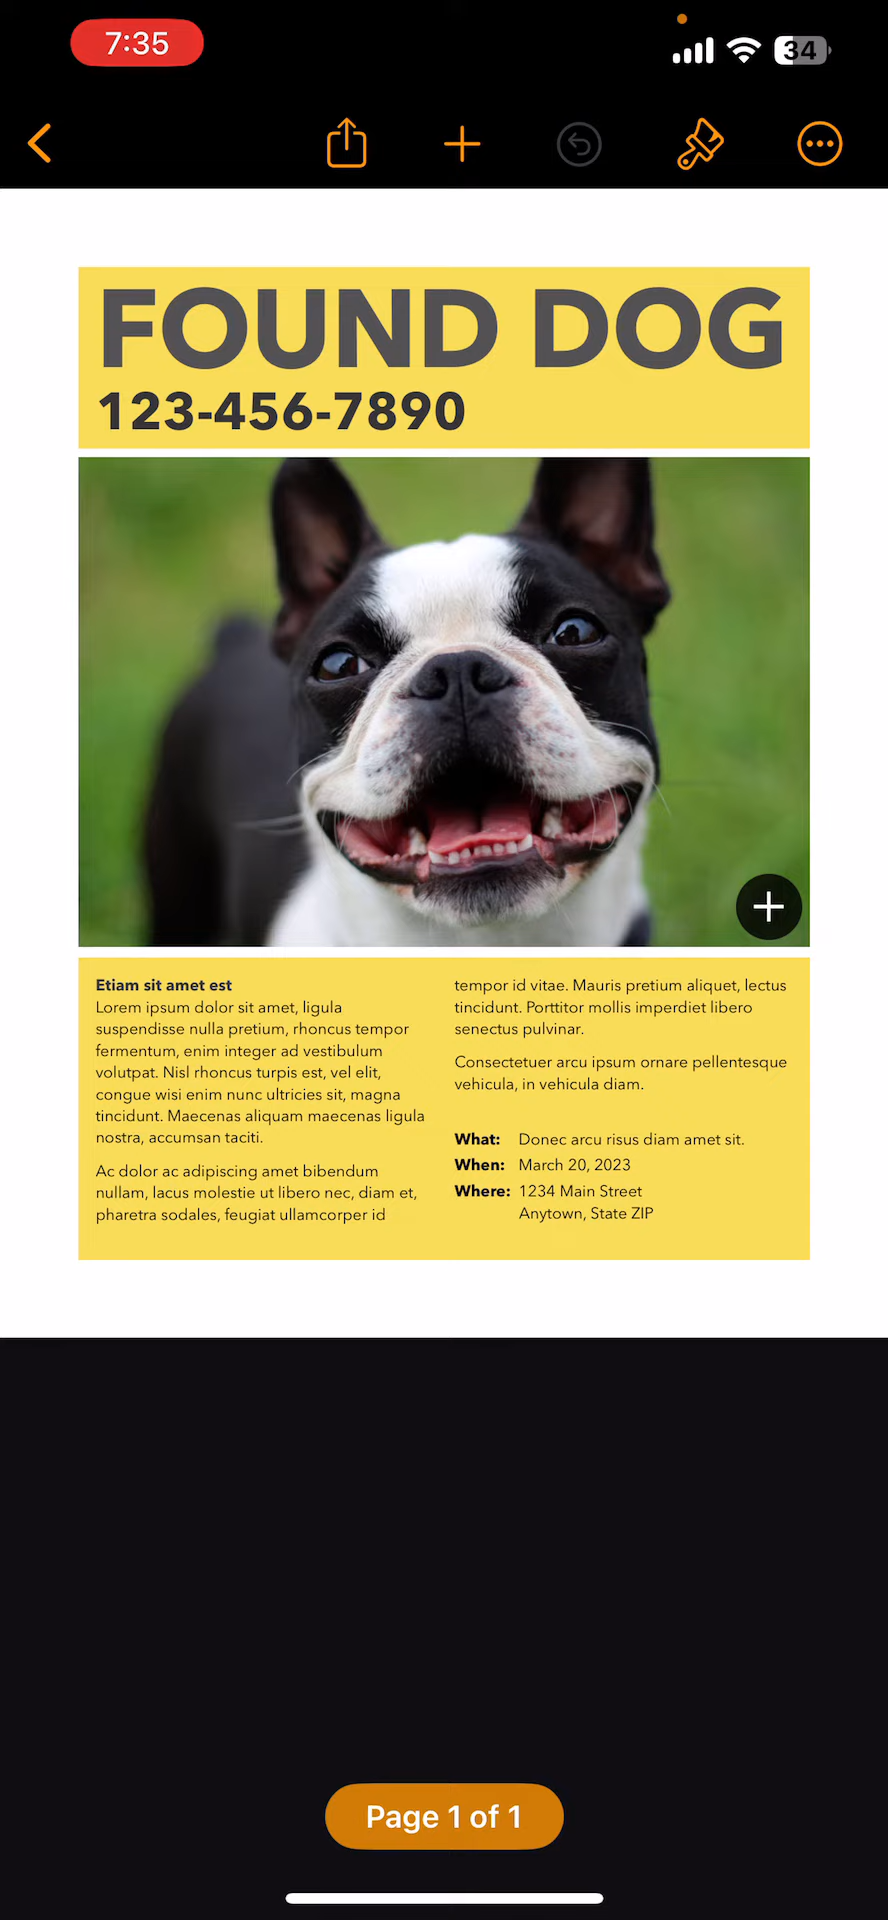 7:35
34
FOUND DOG
123-456-7890
Etiam sit amet est
Lorem ipsum dolor sit amet, ligula
suspendisse nulla pretium, rhoncus tempor
fermentum, enim integer ad vestibulum
volutpat. Nisl rhoncus turpis est, vel elit,
congue wisi enim nunc ultricies sit, magna
tincidunt. Maecenas aliquam maecenas ligula
nostra, accumsan taciti.
Ac dolor ac adipiscing amet bibendum
nullam, lacus molestie ut libero nec, diam et,
pharetra sodales, feugiat ullamcorper id
tempor id vitae. Mauris pretium aliquet, lectus
tincidunt. Porttitor mollis imperdiet libero
senectus pulvinar.
Consectetuer arcu ipsum ornare pellentesque
vehicula, in vehicula diam.
What: Donec arcu risus diam amet sit.
When: March 20, 2023
Where: 1234 Main Street
Anytown, State ZIP
Page 1 of 1